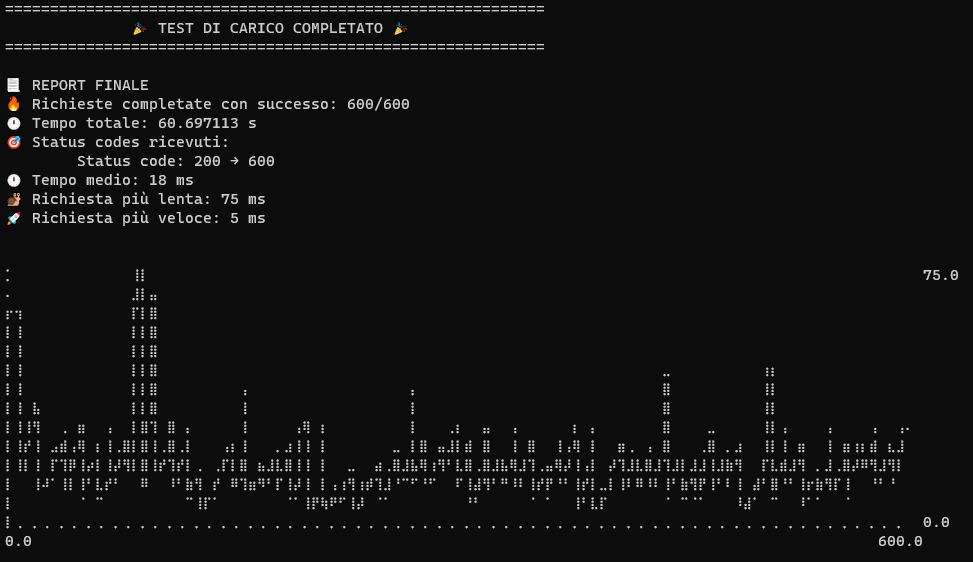 ============================================================
🎉 TEST DI CARICO COMPLETATO 🎉
============================================================
📃 REPORT FINALE
🔥 Richieste completate con successo: 600/600
🕛 Tempo totale: 60.697113 s
🎯 Status codes ricevuti:
Status code: 200 → 600
🕛 Tempo medio: 18 ms
🐌 Richiesta più lenta: 75 ms
🚀 Richiesta più veloce: 5 ms
75.0
0.0
0.0 600.0